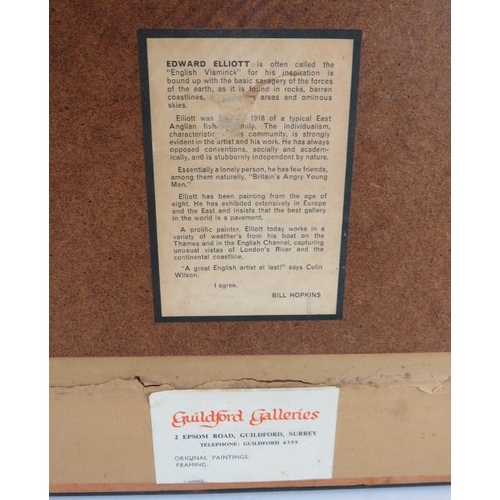 EDWARD ELLIOTT is often called the
"English Vlaminck" for his inspiration is
bound up with the basic savagery of the forces
of the earth, as it is found in rocks, barren
coastlines, areas and ominous
skies.
Elliott was 1918 of a typical East
Anglian family. The individualism,
characteristic community, is strongly
evident in the artist and his work. He has always
opposed conventions, socially and academ-
ically, and is stubbornly independent by nature.
Essentially a lonely person, he has few friends,
among them naturally, "Britain's Angry Young
Men."
Elliott has been painting from the age of
eight. He has exhibited extensively in Europe
and the East and insists that the best gallery
in the world is a pavement.
A prolific painter, Elliott today works in a
variety of weather's from his boat on the
Thames and in the English Channel, capturing
unusual vistas of London's River and the
continental coastline.
"A great English artist at last!" says Colin
Wilson.
I agree.
BILL HOPKINS
Guildford Galleries
2 EPSOM ROAD, GUILDFORD, SURREY
TELEPHONE: GUILDFORD 4359
ORIGINAL PAINTINGS.
FRAMING.